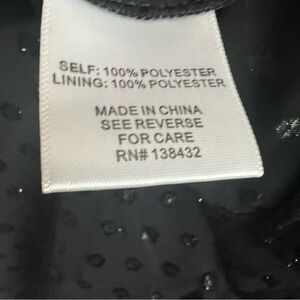 SELF: 100% POLYESTER
LINING: 100% POLYESTER
MADE IN CHINA
SEE REVERSE
FOR CARE
RN# 138432